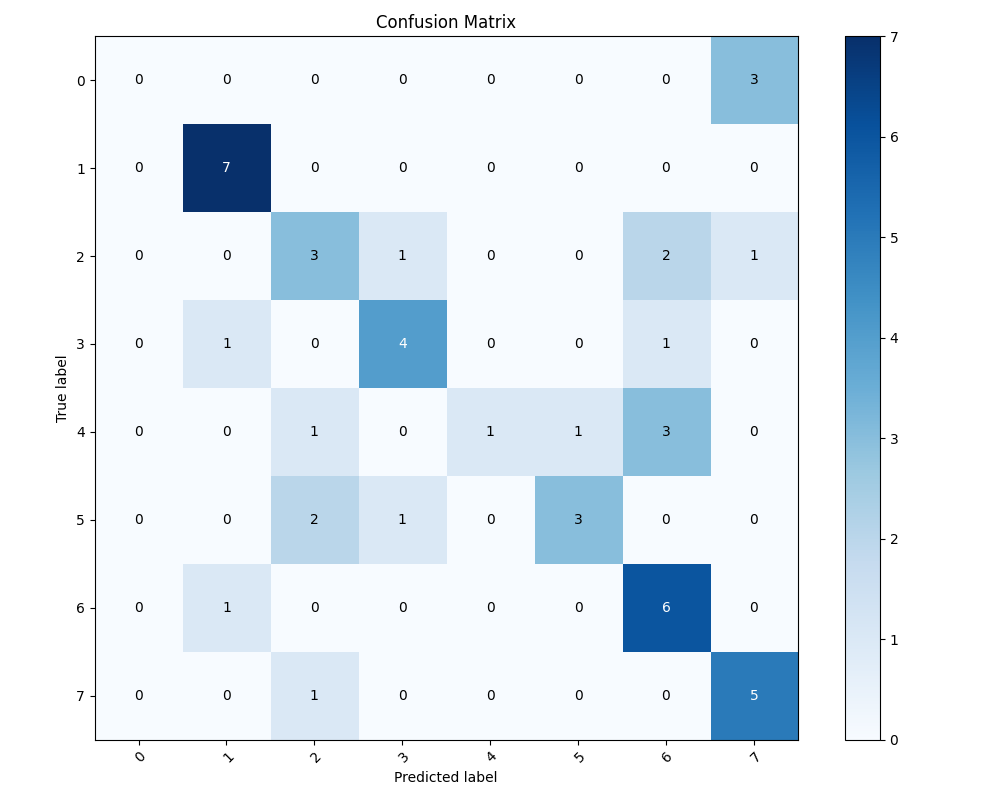 Confusion Matrix
0 0 0 0 0 0 0 0 3
1 0 7 0 0 0 0 0 0
2 0 0 3 1 0 0 2 1
3 0 1 0 4 0 0 1 0
4 0 0 1 0 1 1 3 0
5 0 0 2 1 0 3 0 0
6 0 1 0 0 0 0 6 0
7 0 0 1 0 0 0 0 5
0 1 2 3 4 5 6 7
True label
Predicted label
7
6
5
4
3
2
1
0